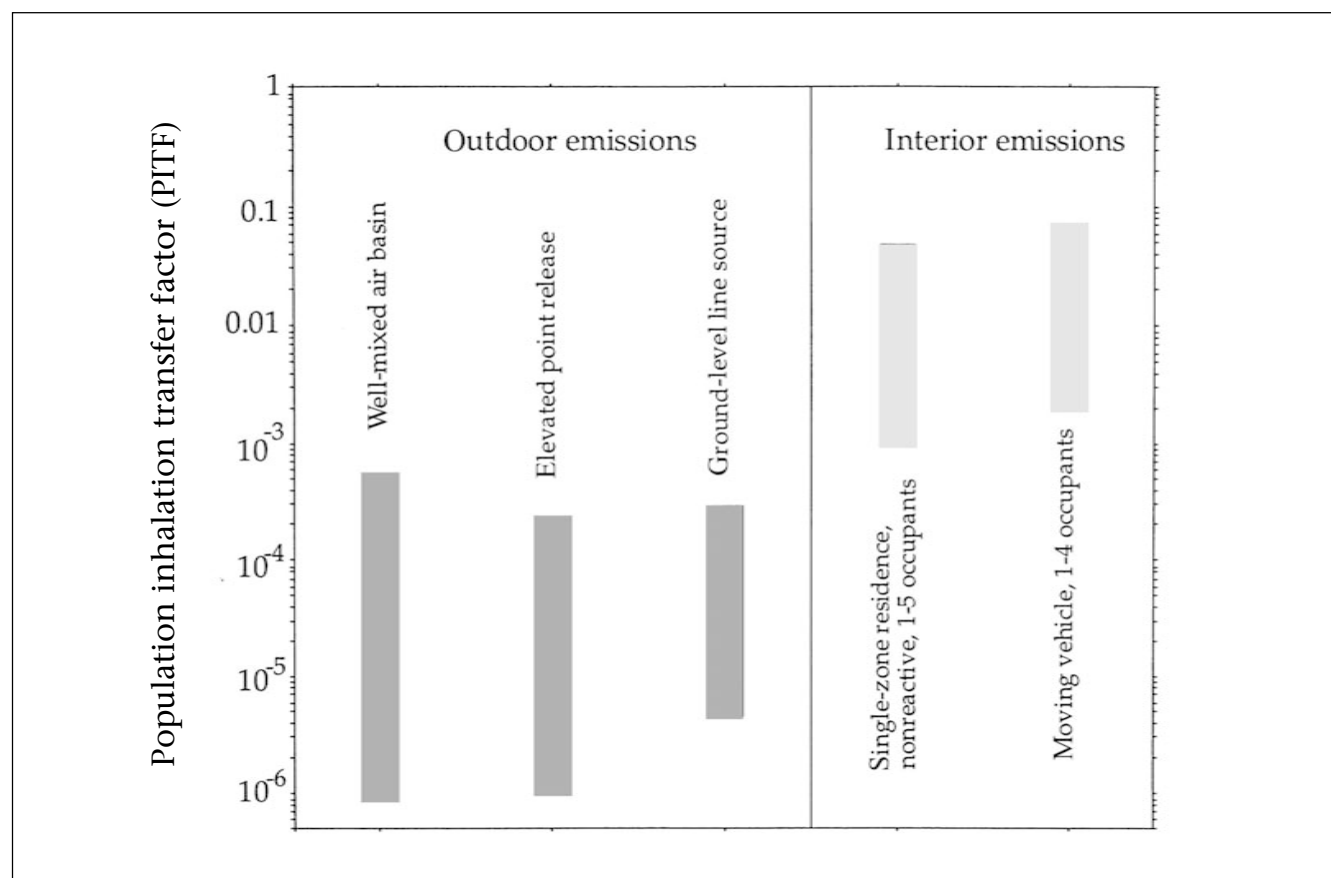 Population inhalation transfer factor (PITF)
1
0.1
0.01
10-3
10-4
10-5
10-6
Outdoor emissions
Interior emissions
Well-mixed air basin
Elevated point release
Ground-level line source
Single-zone residence,
nonreactive, 1-5 occupants
Moving vehicle, 1-4 occupants